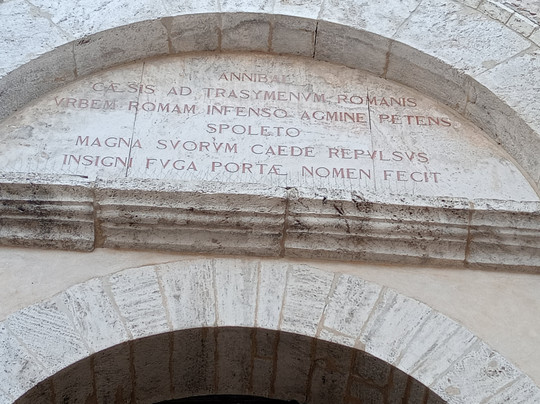 ANNIBAL
CÆSIS AD TRASYMENVM ROMANIS
VRBEM ROMAM INFENSO AGMINE PETENS
SPOLETO
MAGNA SVORVM CAEDE REPVLSVS
INSIGNI FVGA PORTÆ NOMEN FECIT